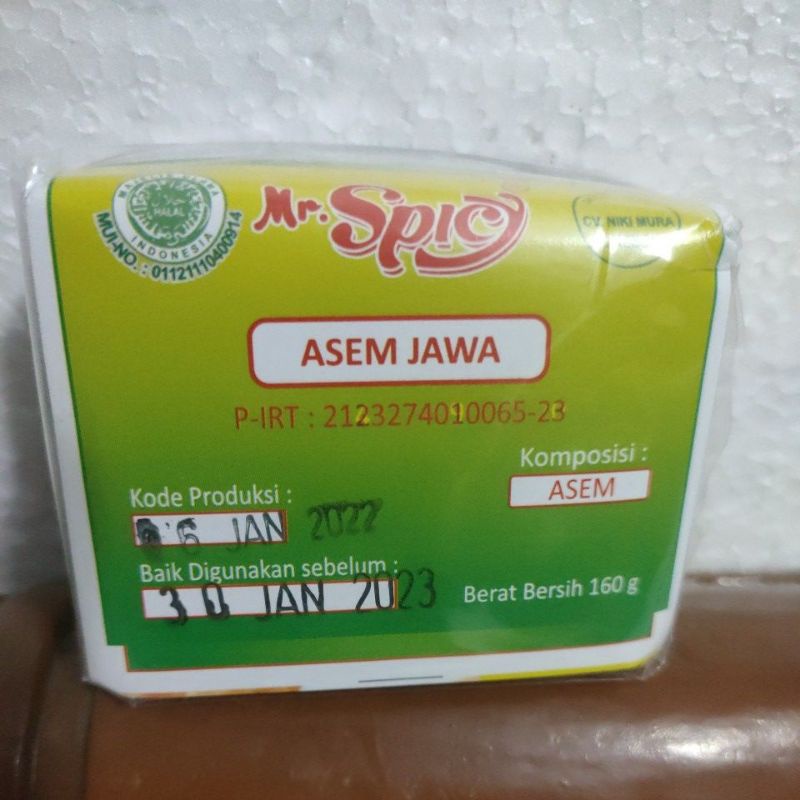 HALAL
INDONESIA
MUI-NO. : 01121110400914
Mr. Spicy
CV. NIKI MURA
ASEM JAWA
P-IRT : 2123274010065-23
Komposisi :
ASEM
Kode Produksi :
6 JAN 2022
Baik Digunakan sebelum :
30 JAN 2023
Berat Bersih 160 g